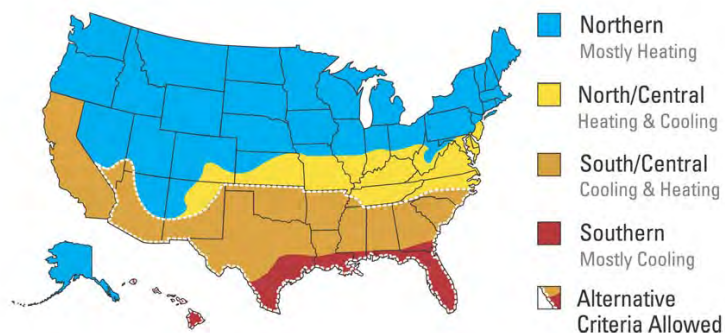 Northern
Mostly Heating
North/Central
Heating & Cooling
South/Central
Cooling & Heating
Southern
Mostly Cooling
Alternative
Criteria Allowed